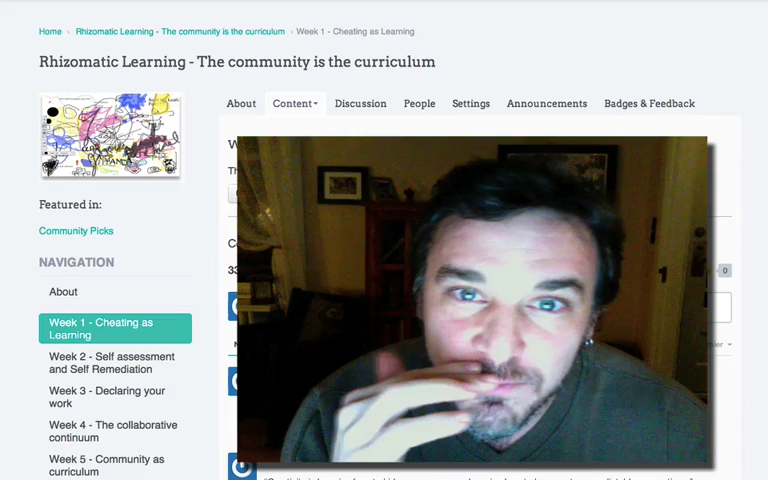 Home › Rhizomatic Learning - The community is the curriculum › Week 1 - Cheating as Learning
Rhizomatic Learning - The community is the curriculum
About Content Discussion People Settings Announcements Badges & Feedback
Featured in:
Community Picks
NAVIGATION
About
Week 1 - Cheating as
Learning
Week 2 - Self assessment
and Self Remediation
Week 3 - Declaring your
work
Week 4 - The collaborative
continuum
Week 5 - Community as
curriculum
W
Th
33
0